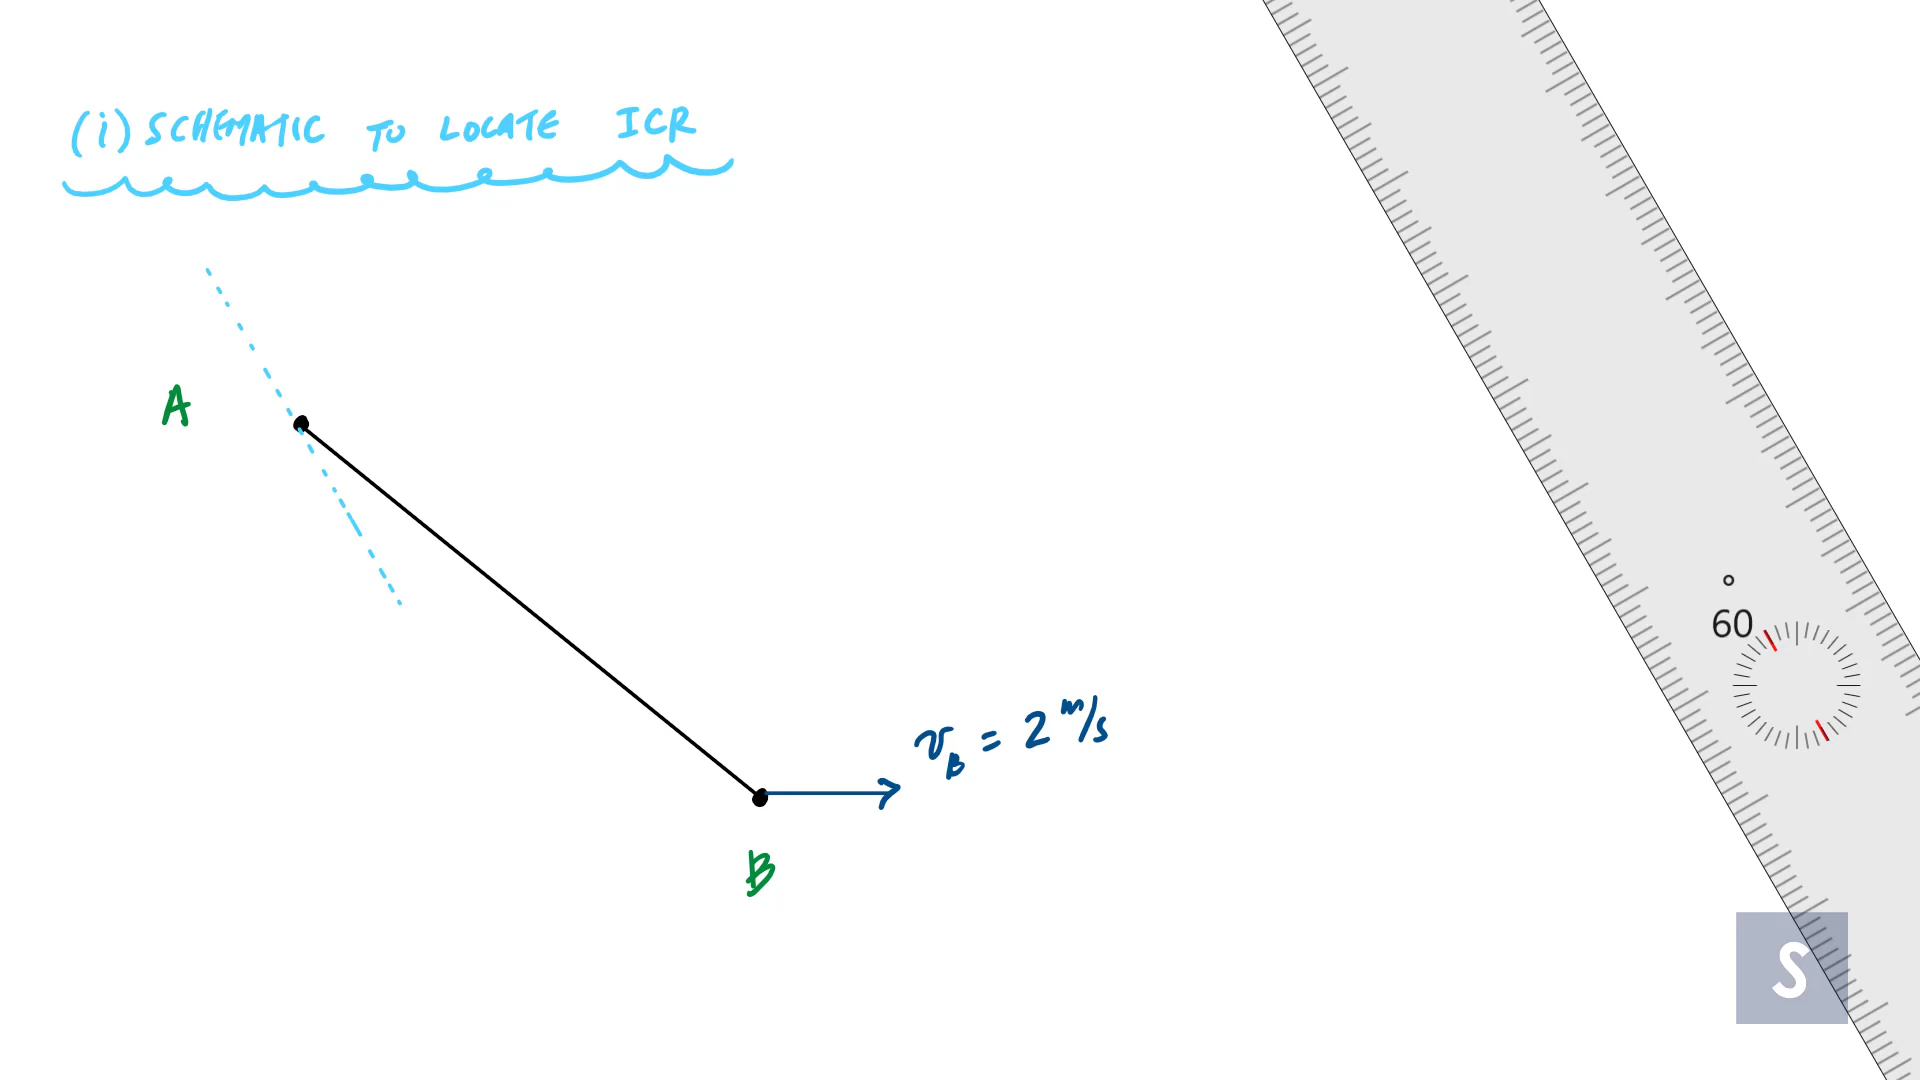 (i) SCHEMATIC TO LOCATE ICR
A
°
60
v_B = 2 m/s
B
S